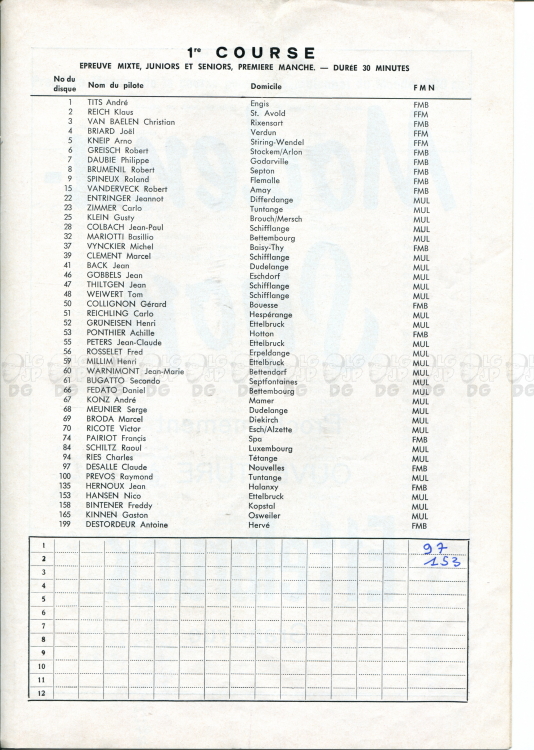 1re COURSE
EPREUVE MIXTE, JUNIORS ET SENIORS, PREMIERE MANCHE. — DURÉE 30 MINUTES
No du disque Nom du pilote Domicile F M N
1 TITS André Engis FMB
2 REICH Klaus St. Avold FFM
3 VAN BAELEN Christian Rixensart FMB
4 BRIARD Joël Verdun FFM
5 KNEIP Arno Stiring-Wendel FFM
6 GREISCH Robert Stockem/Arlon FMB
7 DAUBIE Philippe Godarville FMB
8 BRUMENIL Robert Septon FMB
9 SPINEUX Roland Flemalle FMB
15 VANDERVECK Robert Amay FMB
22 ENTRINGER Jeannot Differdange MUL
23 ZIMMER Carlo Tuntange MUL
25 KLEIN Gusty Brouch/Mersch MUL
28 COLBACH Jean-Paul Schifflange MUL
32 MARIOTTI Basillio Bettembourg MUL
37 VYNCKIER Michel Baisy-Thy FMB
39 CLEMENT Marcel Schifflange MUL
41 BACK Jean Dudelange MUL
46 GOBBELS Jean Eschdorf MUL
47 THILTGEN Jean Schifflange MUL
48 WEIWERT Tom Schifflange MUL
50 COLLIGNON Gérard Bouesse FMB
51 REICHLING Carlo Hespérange MUL
52 GRUNEISEN Henri Ettelbruck MUL
53 PONTHIER Achille Hotton FMB
55 PETERS Jean-Claude Ettelbruck MUL
56 ROSSELET Fred Erpeldange MUL
59 MILLIM Henri Ettelbruck MUL
60 WARNIMONT Jean-Marie Bettendorf MUL
61 BUGATTO Secondo Septfontaines MUL
66 FEDATO Daniel Bettembourg MUL
67 KONZ André Mamer MUL
68 MEUNIER Serge Dudelange MUL
69 BRODA Marcel Diekirch MUL
70 RICOTE Victor Esch/Alzette MUL
74 PAIRIOT Francis Spa FMB
84 SCHILTZ Raoul Luxembourg MUL
94 RIES Charles Tétange MUL
97 DESALLE Claude Nouvelles FMB
100 PREVOS Raymond Tuntange MUL
135 HERNOUX Jean Halanxy FMB
153 HANSEN Nico Ettelbruck MUL
158 BINTENER Freddy Kopstal MUL
165 KINNEN Gaston Osweiler MUL
199 DESTORDEUR Antoine Hervé FMB
1 97
2 153
3
4
5
6
7
8
9
10
11
12